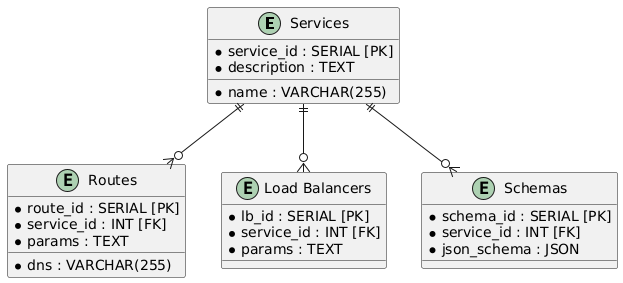 E Services
* service_id : SERIAL [PK]
* description : TEXT
* name : VARCHAR(255)
E Routes
* route_id : SERIAL [PK]
* service_id : INT [FK]
* params : TEXT
* dns : VARCHAR(255)
E Load Balancers
* lb_id : SERIAL [PK]
* service_id : INT [FK]
* params : TEXT
E Schemas
* schema_id : SERIAL [PK]
* service_id : INT [FK]
* json_schema : JSON